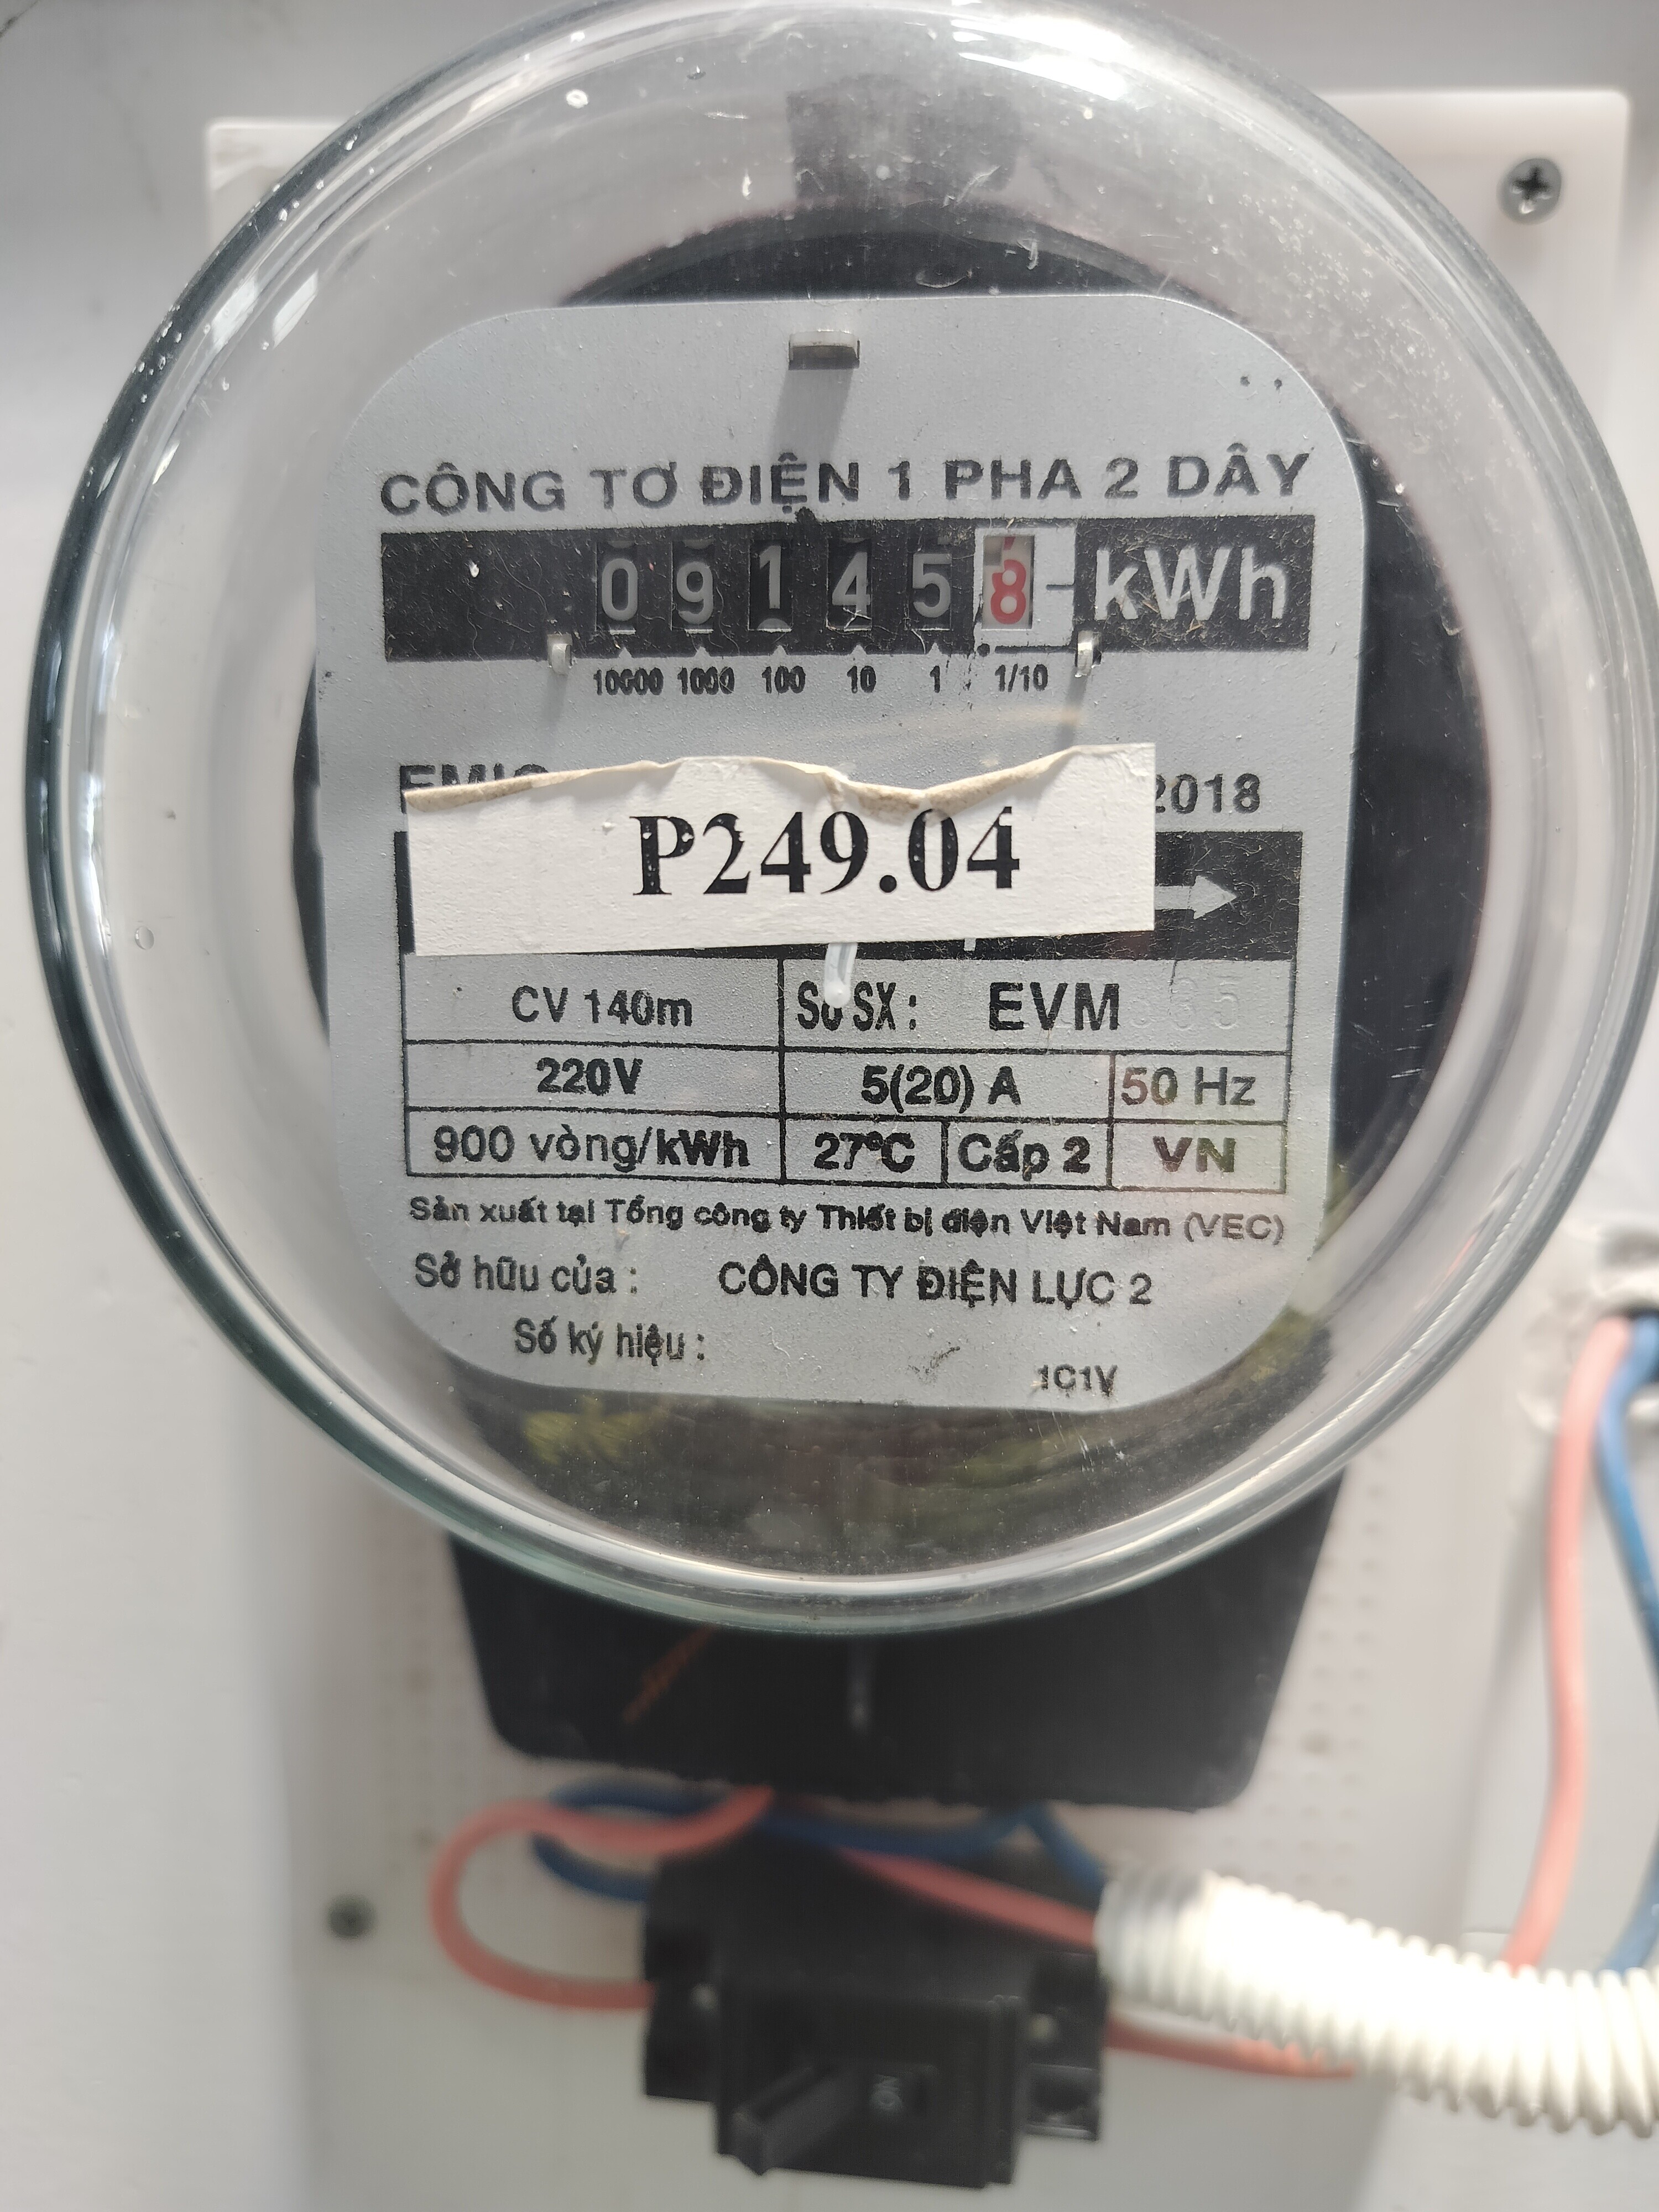 CÔNG TƠ ĐIỆN 1 PHA 2 DÂY
0 9 1 4 5 8 kWh
10000 1000 100 10 1 1/10
EMIC 2018
P249.04
CV 140m Số SX: EVM
220V 5(20) A 50 Hz
900 vòng/kWh 27°C Cấp 2 VN
Sản xuất tại Tổng công ty Thiết bị điện Việt Nam (VEC)
Sở hữu của: CÔNG TY ĐIỆN LỰC 2
Số ký hiệu:
1C1V